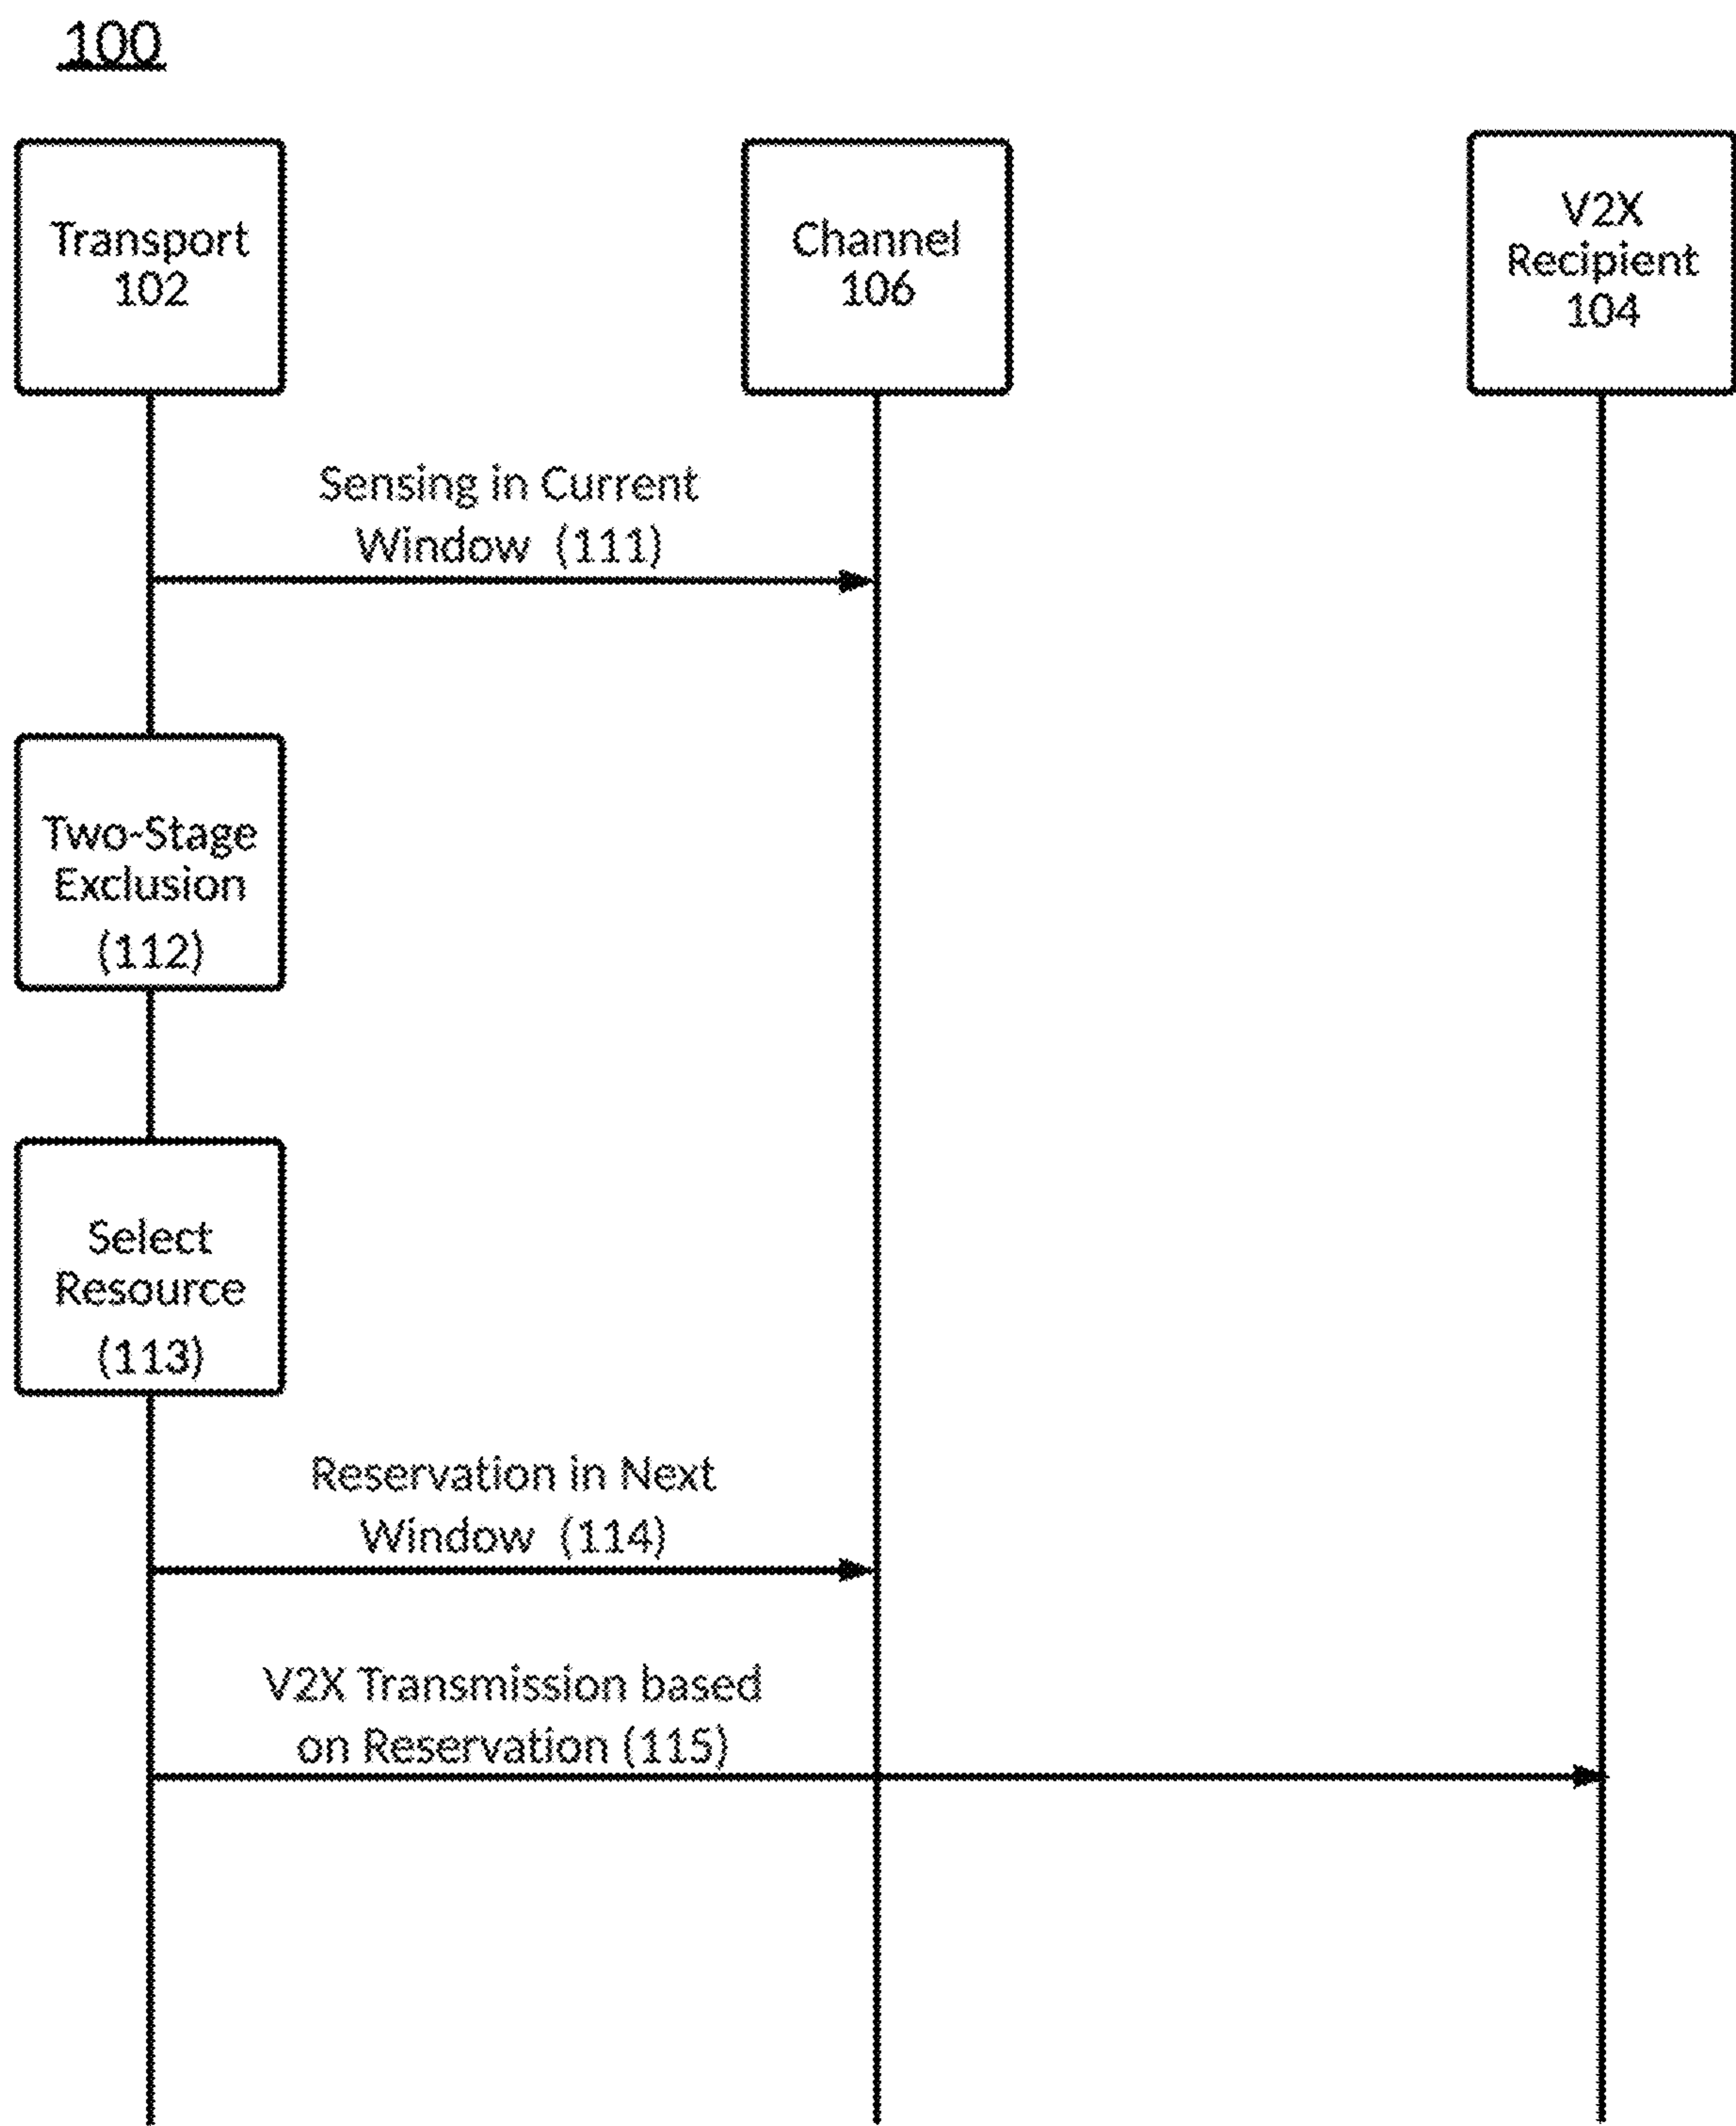 100
Transport
102
Channel
106
V2X
Recipient
104
Sensing in Current
Window (111)
Two-Stage
Exclusion
(112)
Select
Resource
(113)
Reservation in Next
Window (114)
V2X Transmission based
on Reservation (115)